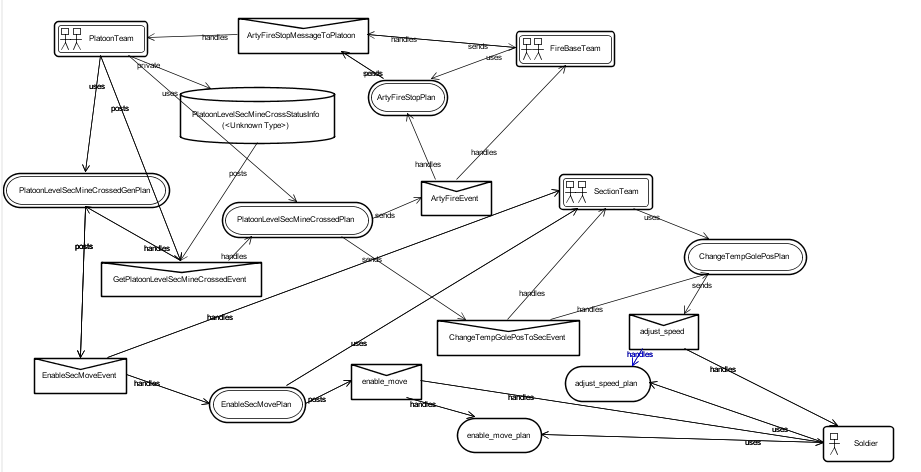 ArtyFireStopMessageToPlatoon
PlatoonTeam
handles
handles
sends
FireBaseTeam
uses
private
sends
uses
uses
ArtyFireStopPlan
posts
PlatoonLevelSecMineCrossStatusInfo
(<Unknown Type>)
handles
handles
posts
PlatoonLevelSecMineCrossedGenPlan
SectionTeam
ArtyFireEvent
PlatoonLevelSecMineCrossedPlan
sends
uses
posts
handles
handles
sends
ChangeTempGolePosPlan
GetPlatoonLevelSecMineCrossedEvent
sends
handles
handles
handles
ChangeTempGolePosToSecEvent
adjust_speed
uses
handles
handles
EnableSecMoveEvent
handles
enable_move
adjust_speed_plan
EnableSecMovePlan
posts
handles
handles
uses
enable_move_plan
uses
Soldier